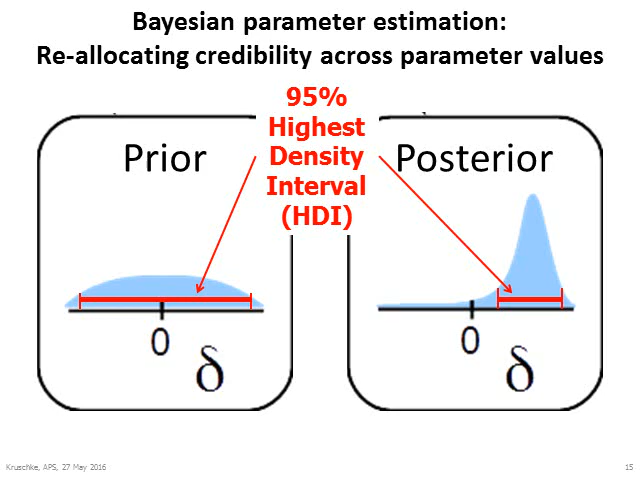 Bayesian parameter estimation:
Re-allocating credibility across parameter values
95%
Highest
Density
Interval
(HDI)
Prior
0
δ
Posterior
0
δ
Kruschke, APS, 27 May 2016
15